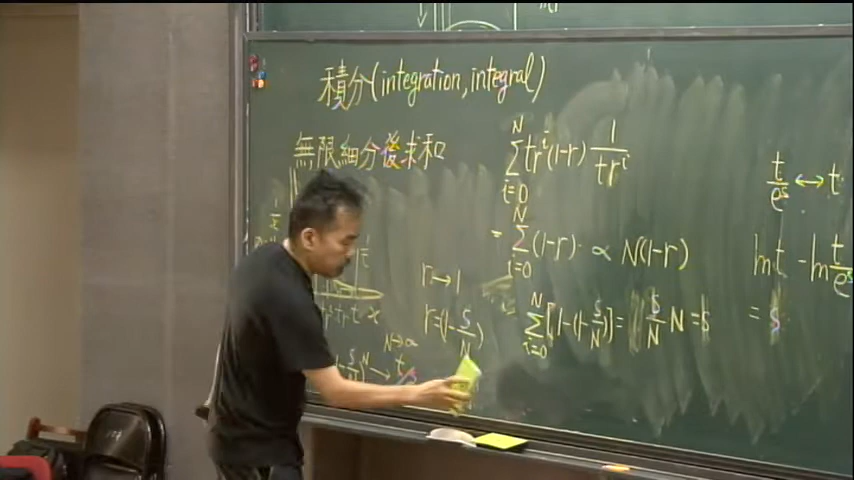 積分(integration, integral)
無限細分後求和
N
∑ tr^i(1-r) 1/tr^i
i=0
N
= ∑ (1-r) ∝ N(1-r)
i=0
N
∑ [1-(1-s/N)] = s/N N = s
i=0
r→1
r=(1-s/N)
N→∞
t/e^s ↔ t
ln t - ln t/e^s
= s